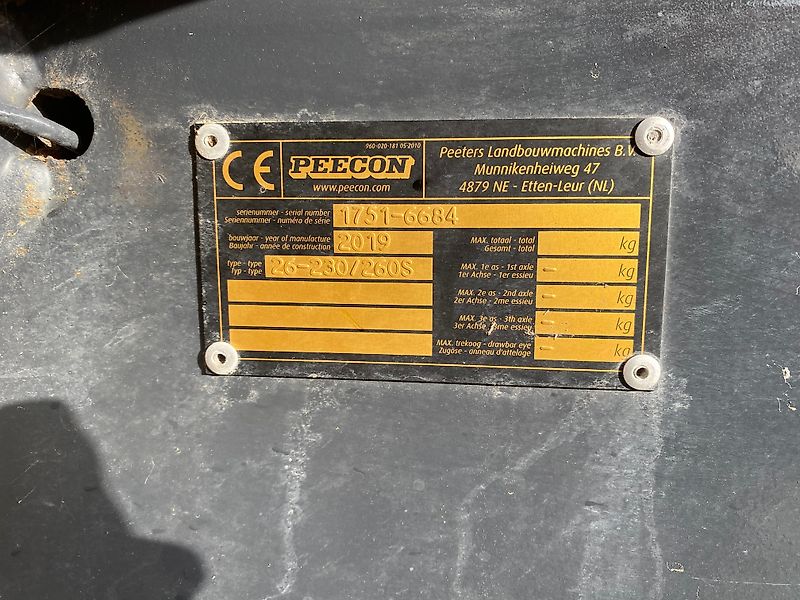 960-020-181 05-2010
CE
PEECON
www.peecon.com
Peeters Landbouwmachines B.V.
Munnikenheiweg 47
4879 NE - Etten-Leur (NL)
serienummer - serial number
Seriennummer - numéro de série
1751-6684
bouwjaar - year of manufacture
Baujahr - année de construction
2019
type - type
Typ - type
26-230/260S
MAX. totaal - total
Gesamt - total
kg
MAX. 1e as - 1st axle
1er Achse - 1er essieu
- kg
MAX. 2e as - 2nd axle
2er Achse - 2me essieu
- kg
MAX. 3e as - 3th axle
3er Achse - 3me essieu
- kg
MAX. trekoog - drawbar eye
Zugöse - anneau d'attelage
- kg